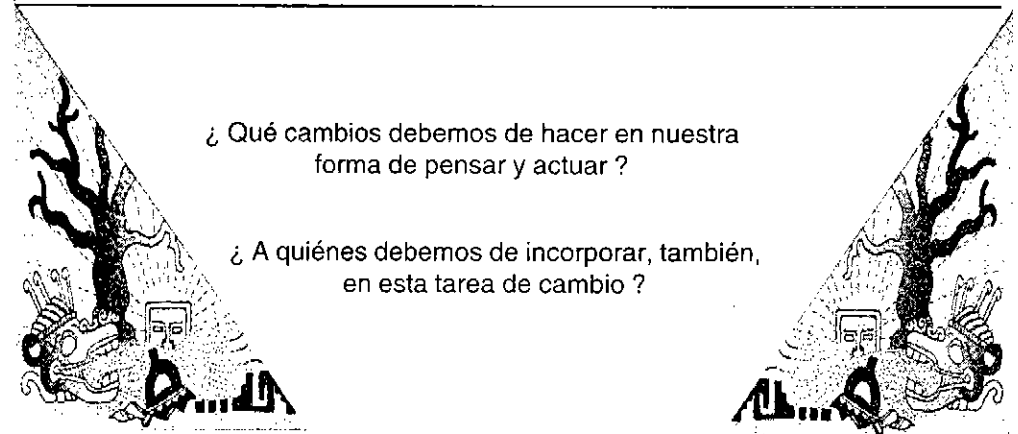 ¿ Qué cambios debemos de hacer en nuestra
forma de pensar y actuar ?
¿ A quiénes debemos de incorporar, también,
en esta tarea de cambio ?